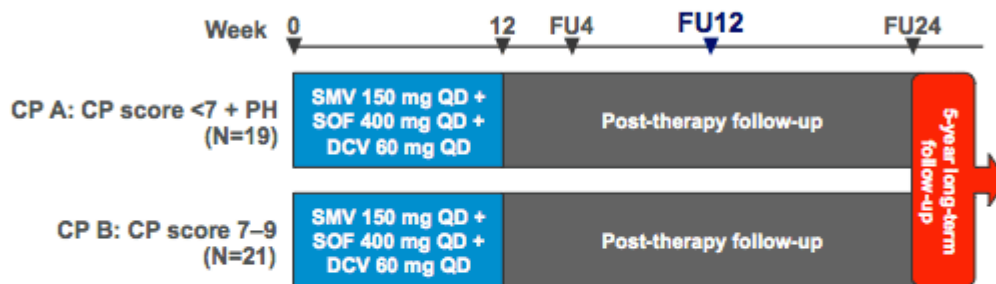 Week 0 12 FU4 FU12 FU24
CP A: CP score <7 + PH
(N=19)
SMV 150 mg QD +
SOF 400 mg QD +
DCV 60 mg QD
Post-therapy follow-up
CP B: CP score 7–9
(N=21)
SMV 150 mg QD +
SOF 400 mg QD +
DCV 60 mg QD
Post-therapy follow-up
5-year long-term
follow-up